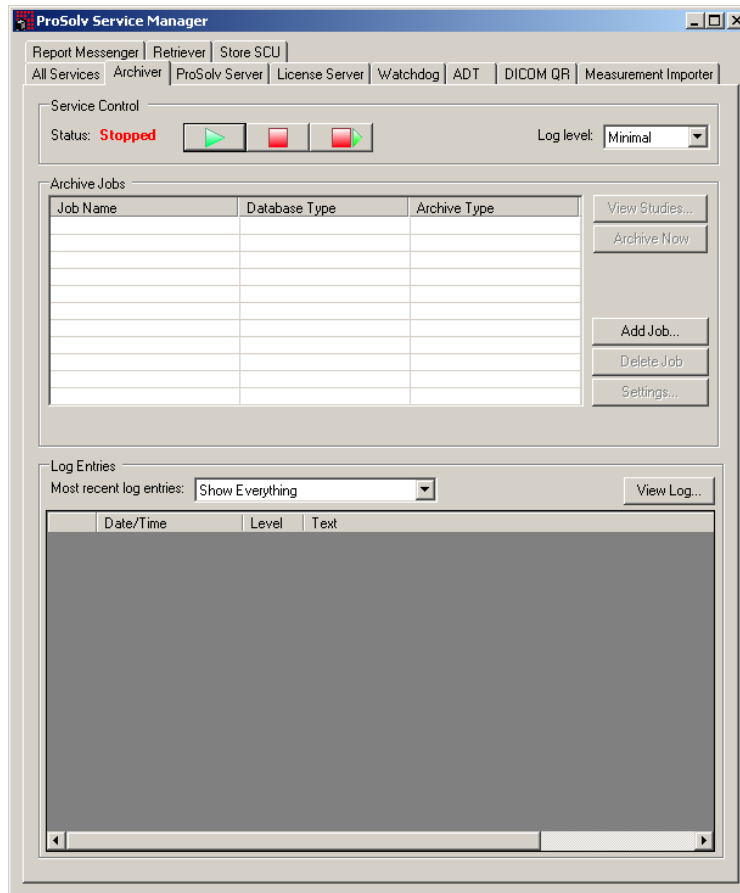 ProSolv Service Manager
Report Messenger Retriever Store SCU
All Services Archiver ProSolv Server License Server Watchdog ADT DICOM QR Measurement Importer
Service Control
Status: Stopped Log level: Minimal
Archive Jobs
Job Name Database Type Archive Type View Studies...
Archive Now
Add Job...
Delete Job
Settings...
Log Entries
Most recent log entries: Show Everything View Log...
Date/Time Level Text